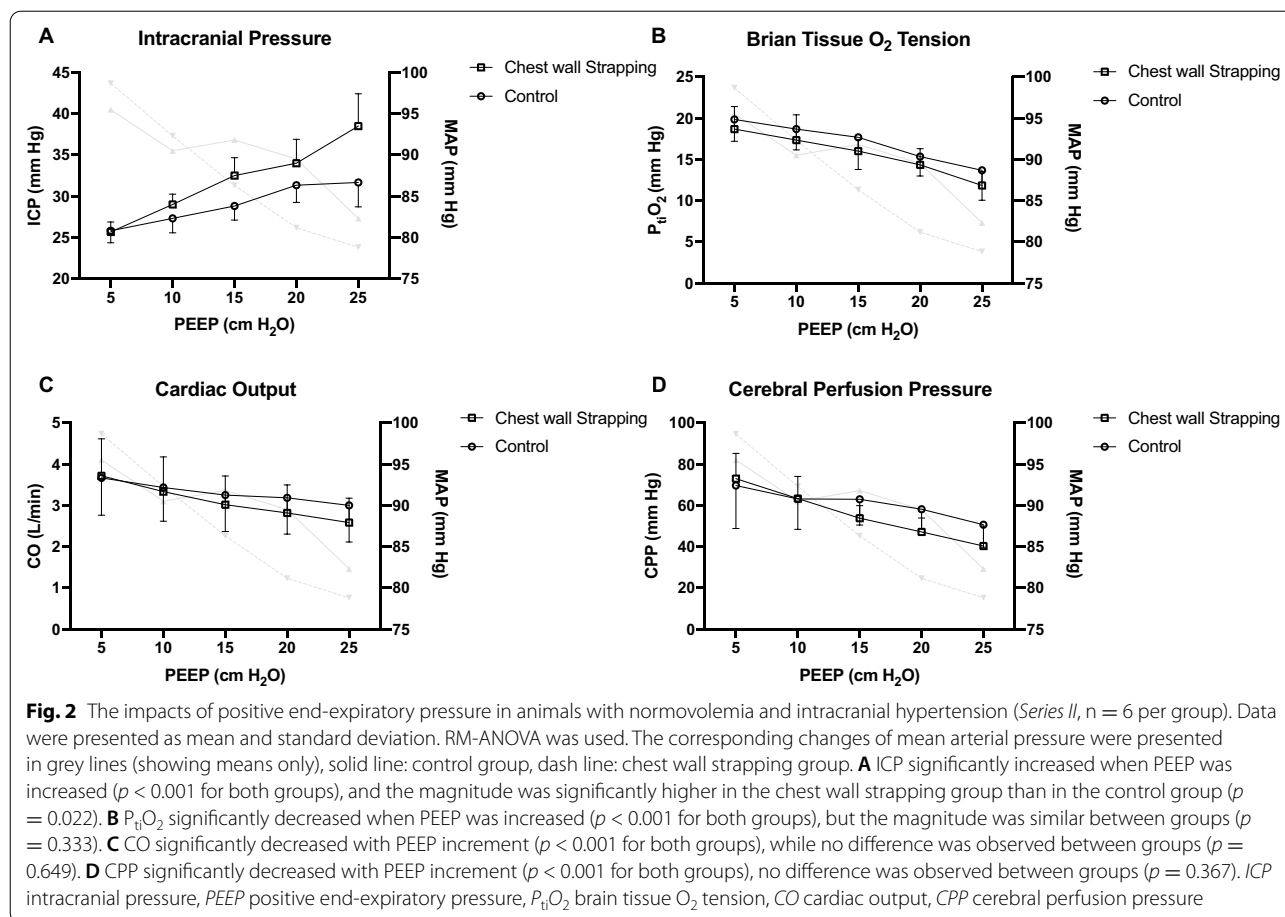 A
Intracranial Pressure
Chest wall Strapping
Control
45
40
35
30
25
20
ICP (mm Hg)
100
95
90
85
80
75
MAP (mm Hg)
5 10 15 20 25
PEEP (cm H₂O)
B
Brian Tissue O₂ Tension
Chest wall Strapping
Control
25
20
15
10
5
0
PtiO₂ (mm Hg)
100
95
90
85
80
75
MAP (mm Hg)
5 10 15 20 25
PEEP (cm H₂O)
C
Cardiac Output
Chest wall Strapping
Control
5
4
3
2
1
0
CO (L/min)
100
95
90
85
80
75
MAP (mm Hg)
5 10 15 20 25
PEEP (cm H₂O)
D
Cerebral Perfusion Pressure
Chest wall Strapping
Control
100
80
60
40
20
0
CPP (mm Hg)
100
95
90
85
80
75
MAP (mm Hg)
5 10 15 20 25
PEEP (cm H₂O)
Fig. 2 The impacts of positive end-expiratory pressure in animals with normovolemia and intracranial hypertension (Series II, n = 6 per group). Data
were presented as mean and standard deviation. RM-ANOVA was used. The corresponding changes of mean arterial pressure were presented
in grey lines (showing means only), solid line: control group, dash line: chest wall strapping group. A ICP significantly increased when PEEP was
increased (p < 0.001 for both groups), and the magnitude was significantly higher in the chest wall strapping group than in the control group (p
= 0.022). B PtiO₂ significantly decreased when PEEP was increased (p < 0.001 for both groups), but the magnitude was similar between groups (p
= 0.333). C CO significantly decreased with PEEP increment (p < 0.001 for both groups), while no difference was observed between groups (p =
0.649). D CPP significantly decreased with PEEP increment (p < 0.001 for both groups), no difference was observed between groups (p = 0.367). ICP
intracranial pressure, PEEP positive end-expiratory pressure, PtiO₂ brain tissue O₂ tension, CO cardiac output, CPP cerebral perfusion pressure